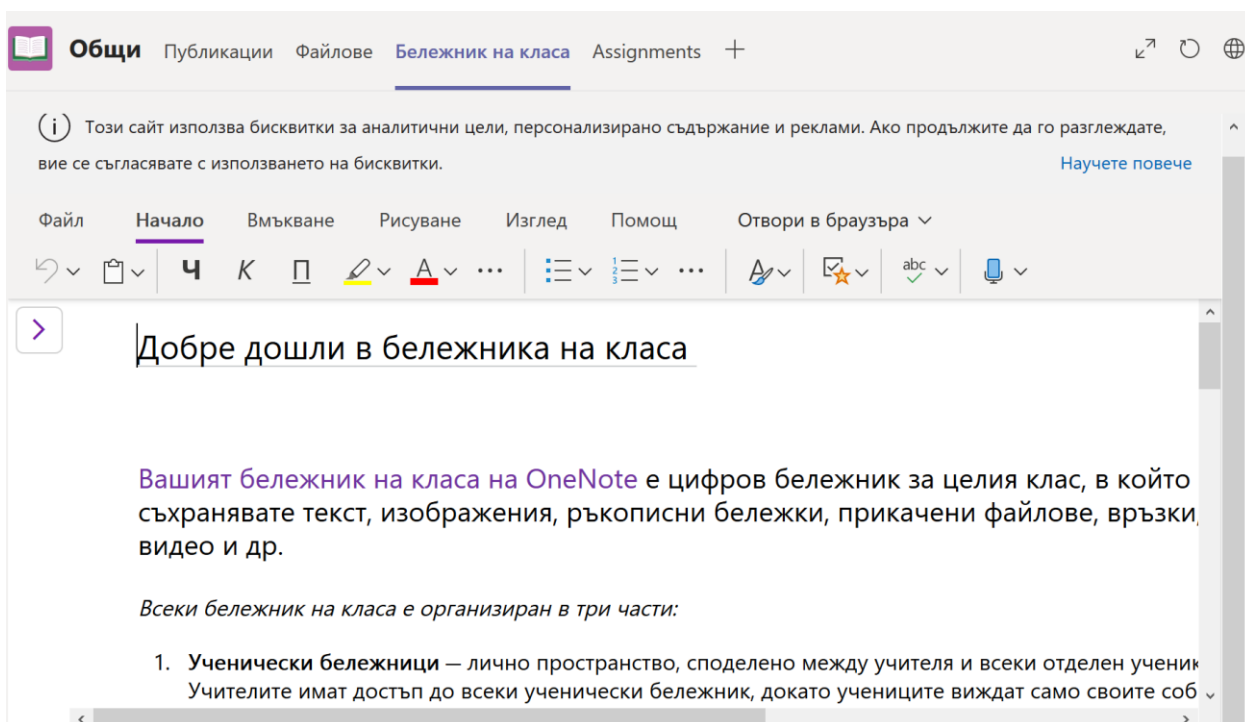 Общи Публикации Файлове Бележник на класа Assignments
Този сайт използва бисквитки за аналитични цели, персонализирано съдържание и реклами. Ако продължите да го разглеждате,
вие се съгласявате с използването на бисквитки. Научете повече
Файл Начало Вмъкване Рисуване Изглед Помощ Отвори в браузъра
Ч К П A abc
Добре дошли в бележника на класа
Вашият бележник на класа на OneNote е цифров бележник за целия клас, в който
съхранявате текст, изображения, ръкописни бележки, прикачени файлове, връзки,
видео и др.
Всеки бележник на класа е организиран в три части:
1. Ученически бележници — лично пространство, споделено между учителя и всеки отделен ученик
Учителите имат достъп до всеки ученически бележник, докато учениците виждат само своите соб